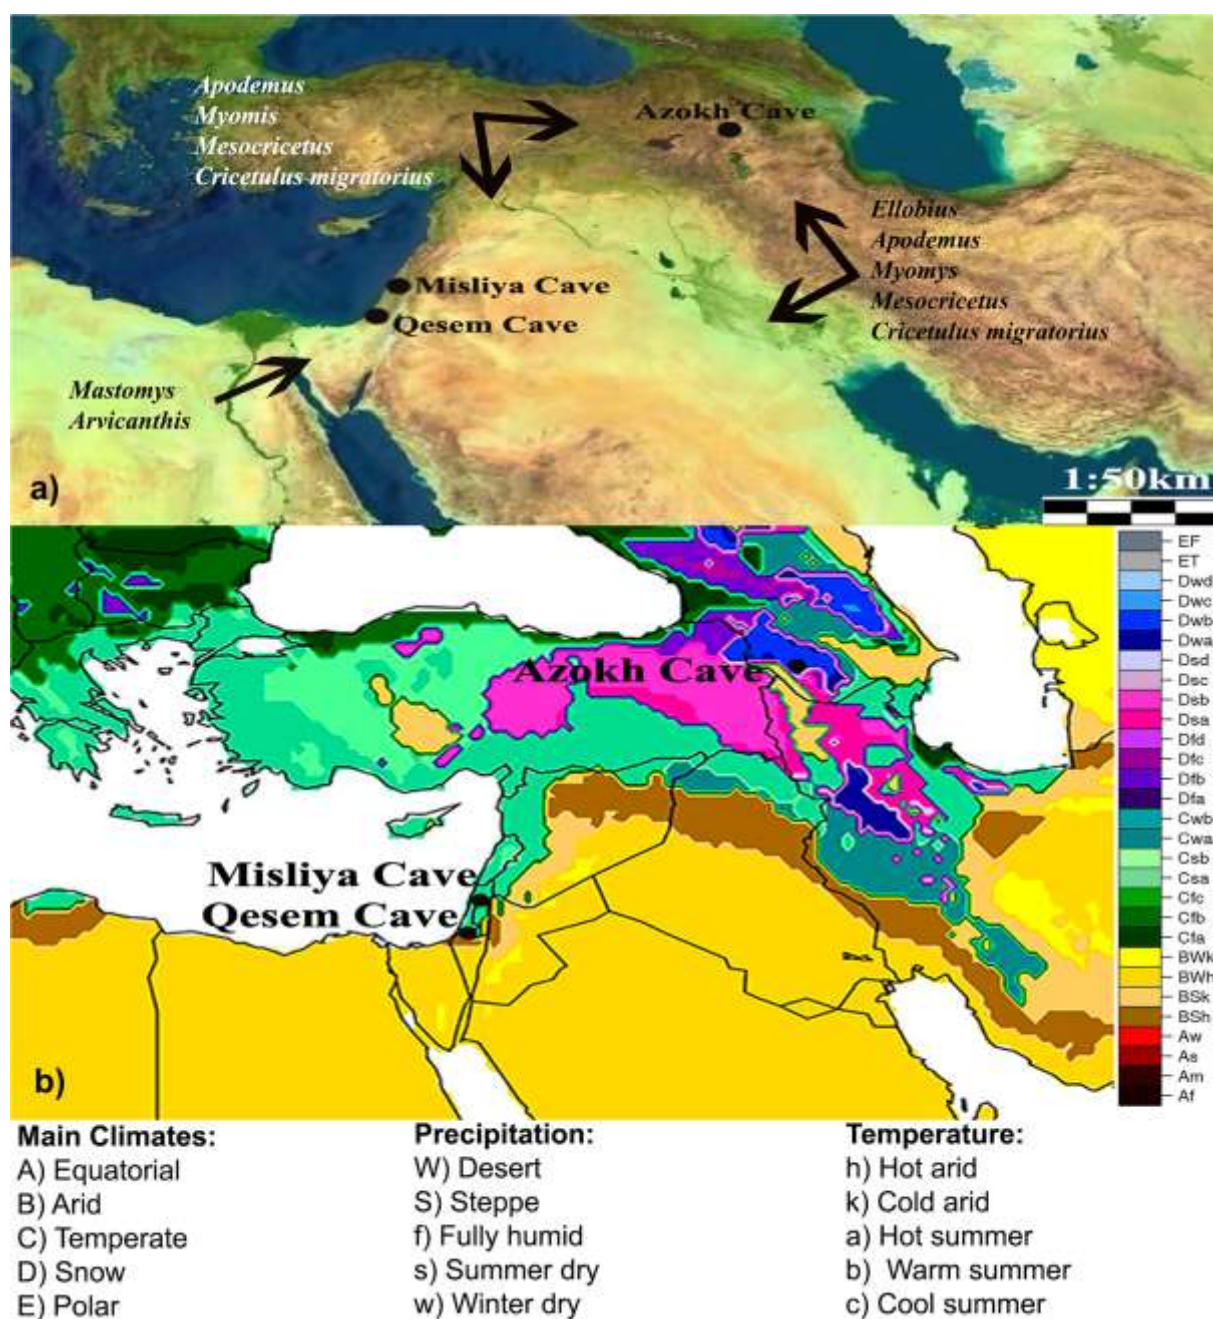 Apodemus
Myomis
Mesocricetus
Cricetulus migratorius
Azokh Cave
Ellobius
Apodemus
Myomys
Mesocricetus
Cricetulus migratorius
Misliya Cave
Qesem Cave
Mastomys
Arvicanthis
a)
1:50km
EF
ET
Dwd
Dwc
Dwb
Dwa
Dsd
Dsc
Dsb
Dsa
Dfd
Dfc
Dfb
Dfa
Cwb
Cwa
Csb
Csa
Cfc
Cfb
Cfa
BWk
BWh
BSk
BSh
Aw
As
Am
Af
Azokh Cave
Misliya Cave
Qesem Cave
b)
Main Climates:
A) Equatorial
B) Arid
C) Temperate
D) Snow
E) Polar
Precipitation:
W) Desert
S) Steppe
f) Fully humid
s) Summer dry
w) Winter dry
Temperature:
h) Hot arid
k) Cold arid
a) Hot summer
b) Warm summer
c) Cool summer